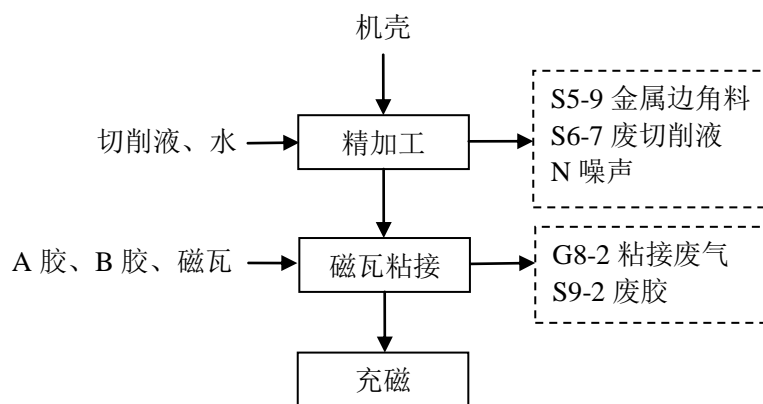 机壳
切削液、水
精加工
S5-9 金属边角料
S6-7 废切削液
N 噪声
A 胶、B 胶、磁瓦
磁瓦粘接
G8-2 粘接废气
S9-2 废胶
充磁